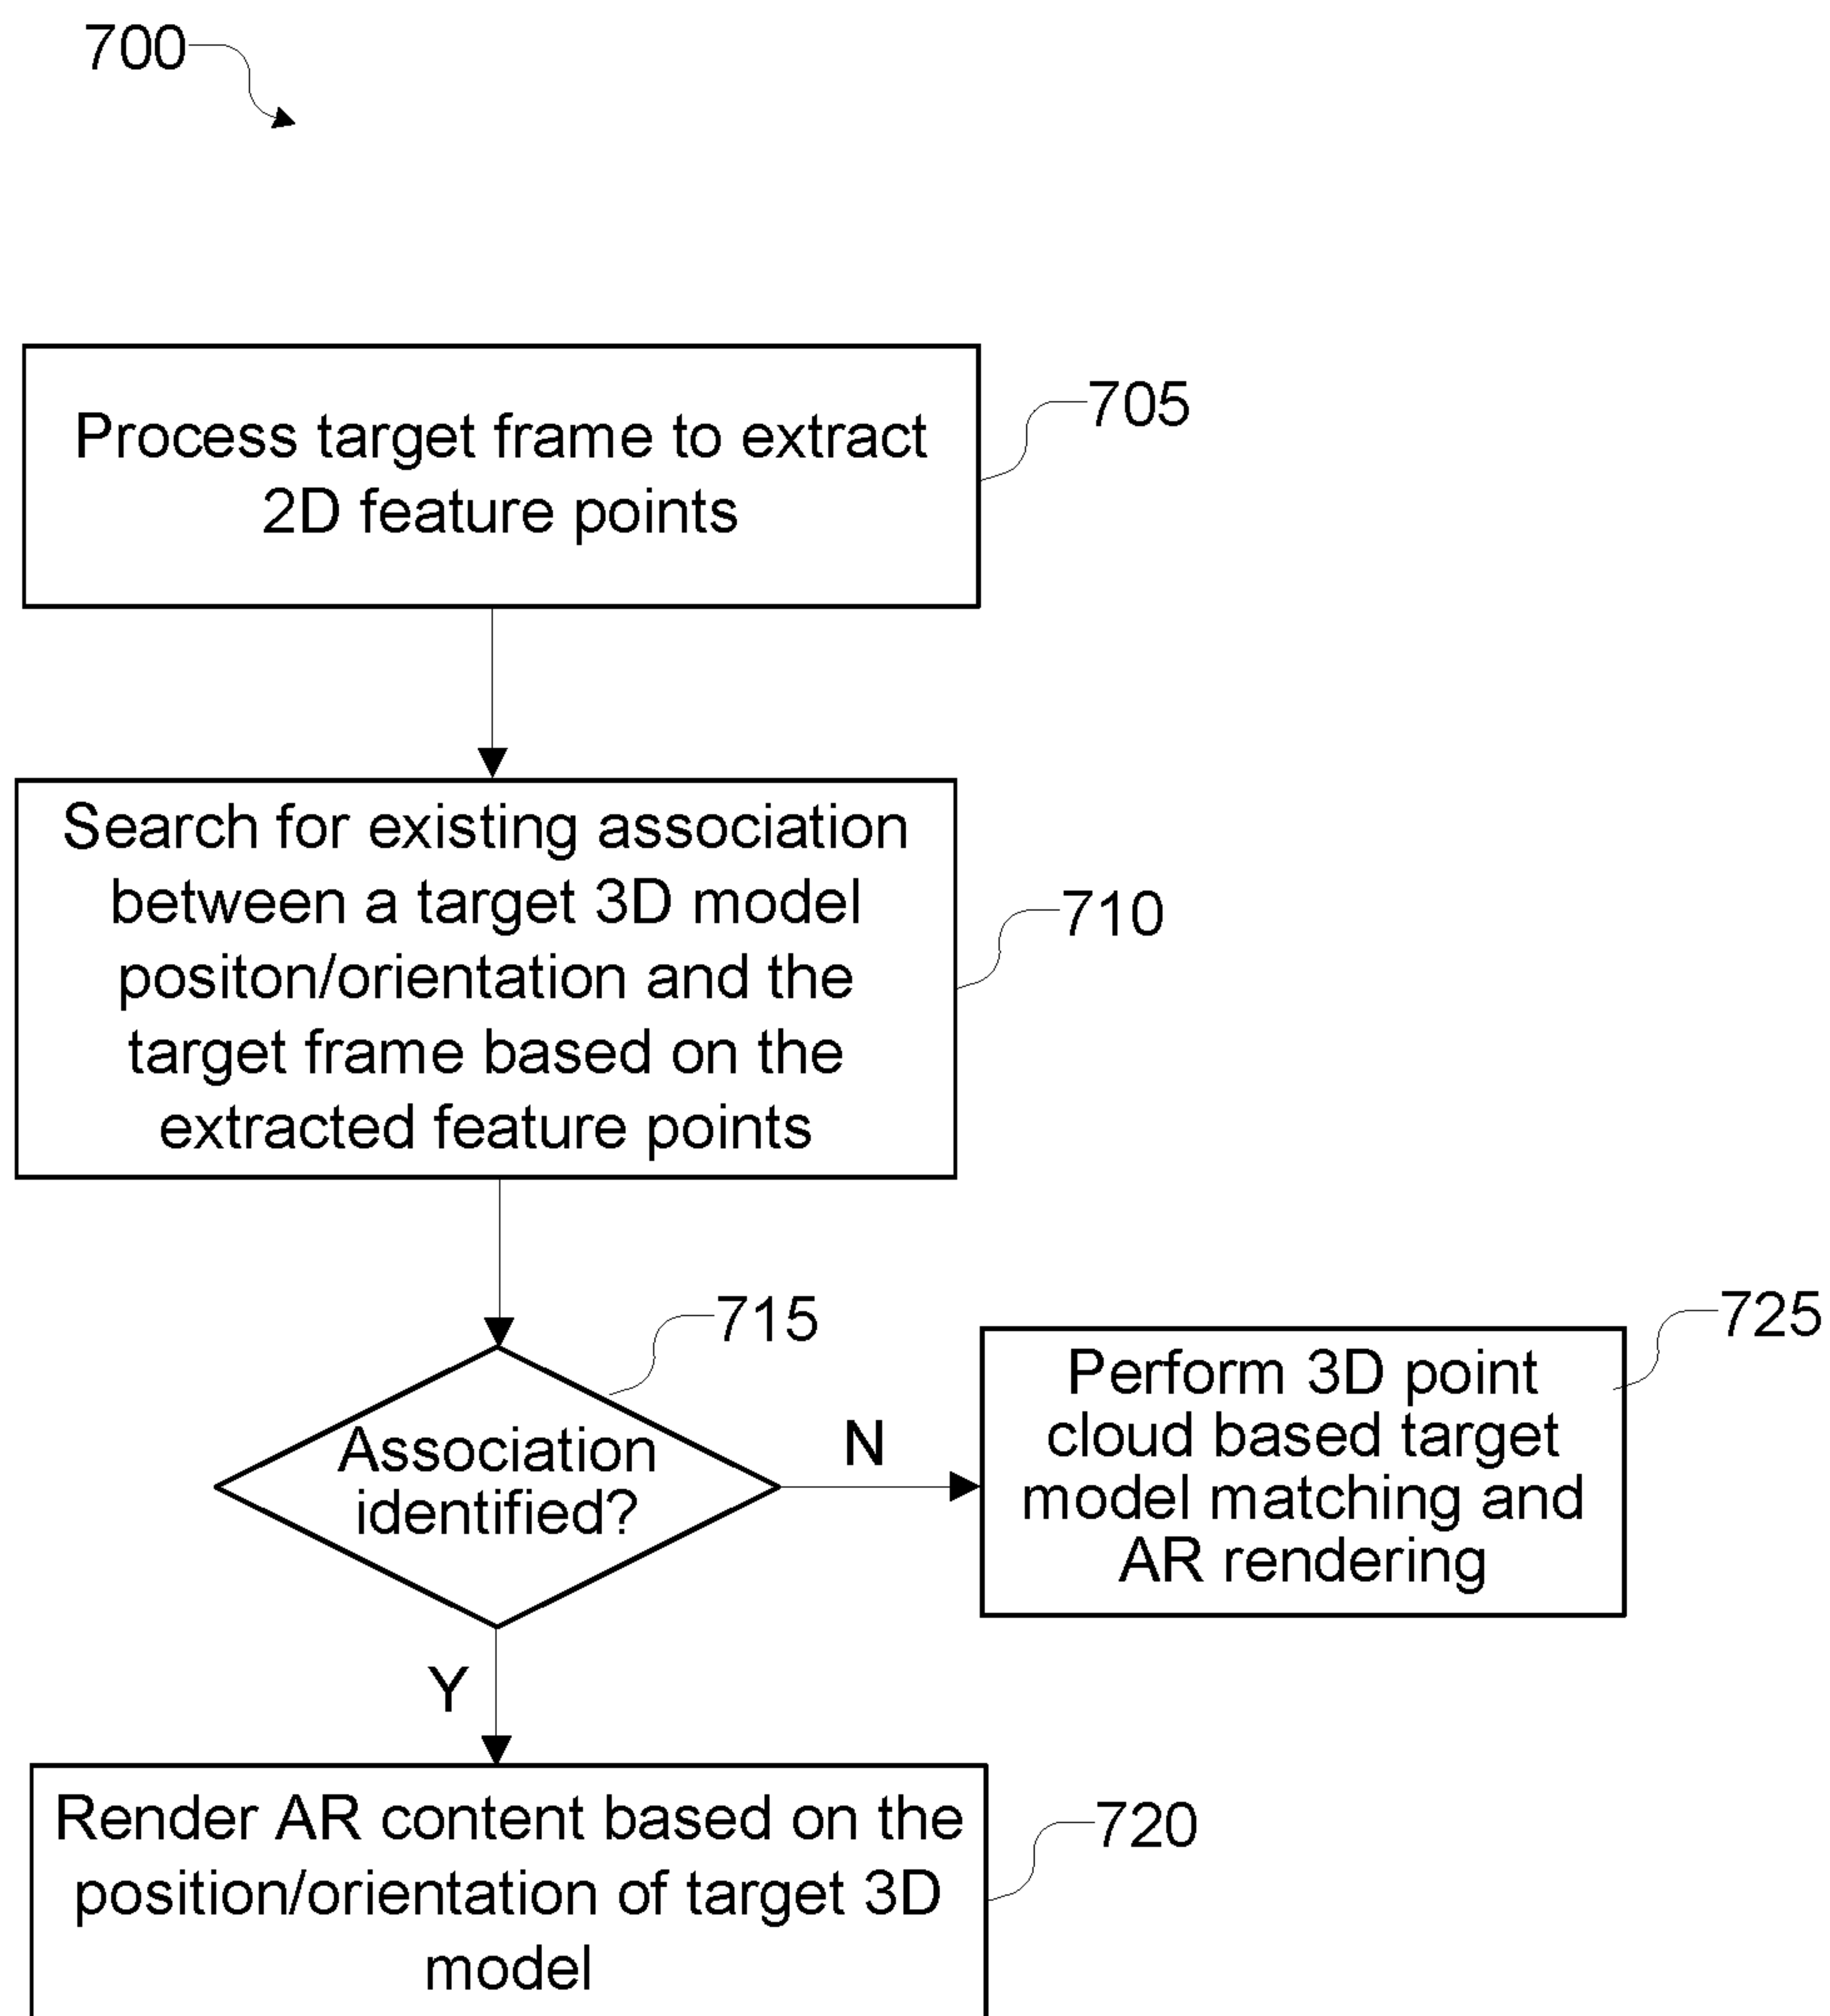 700
Process target frame to extract
2D feature points
705
Search for existing association
between a target 3D model
positon/orientation and the
target frame based on the
extracted feature points
710
715
Association
identified?
N
725
Perform 3D point
cloud based target
model matching and
AR rendering
Y
Render AR content based on the
position/orientation of target 3D
model
720